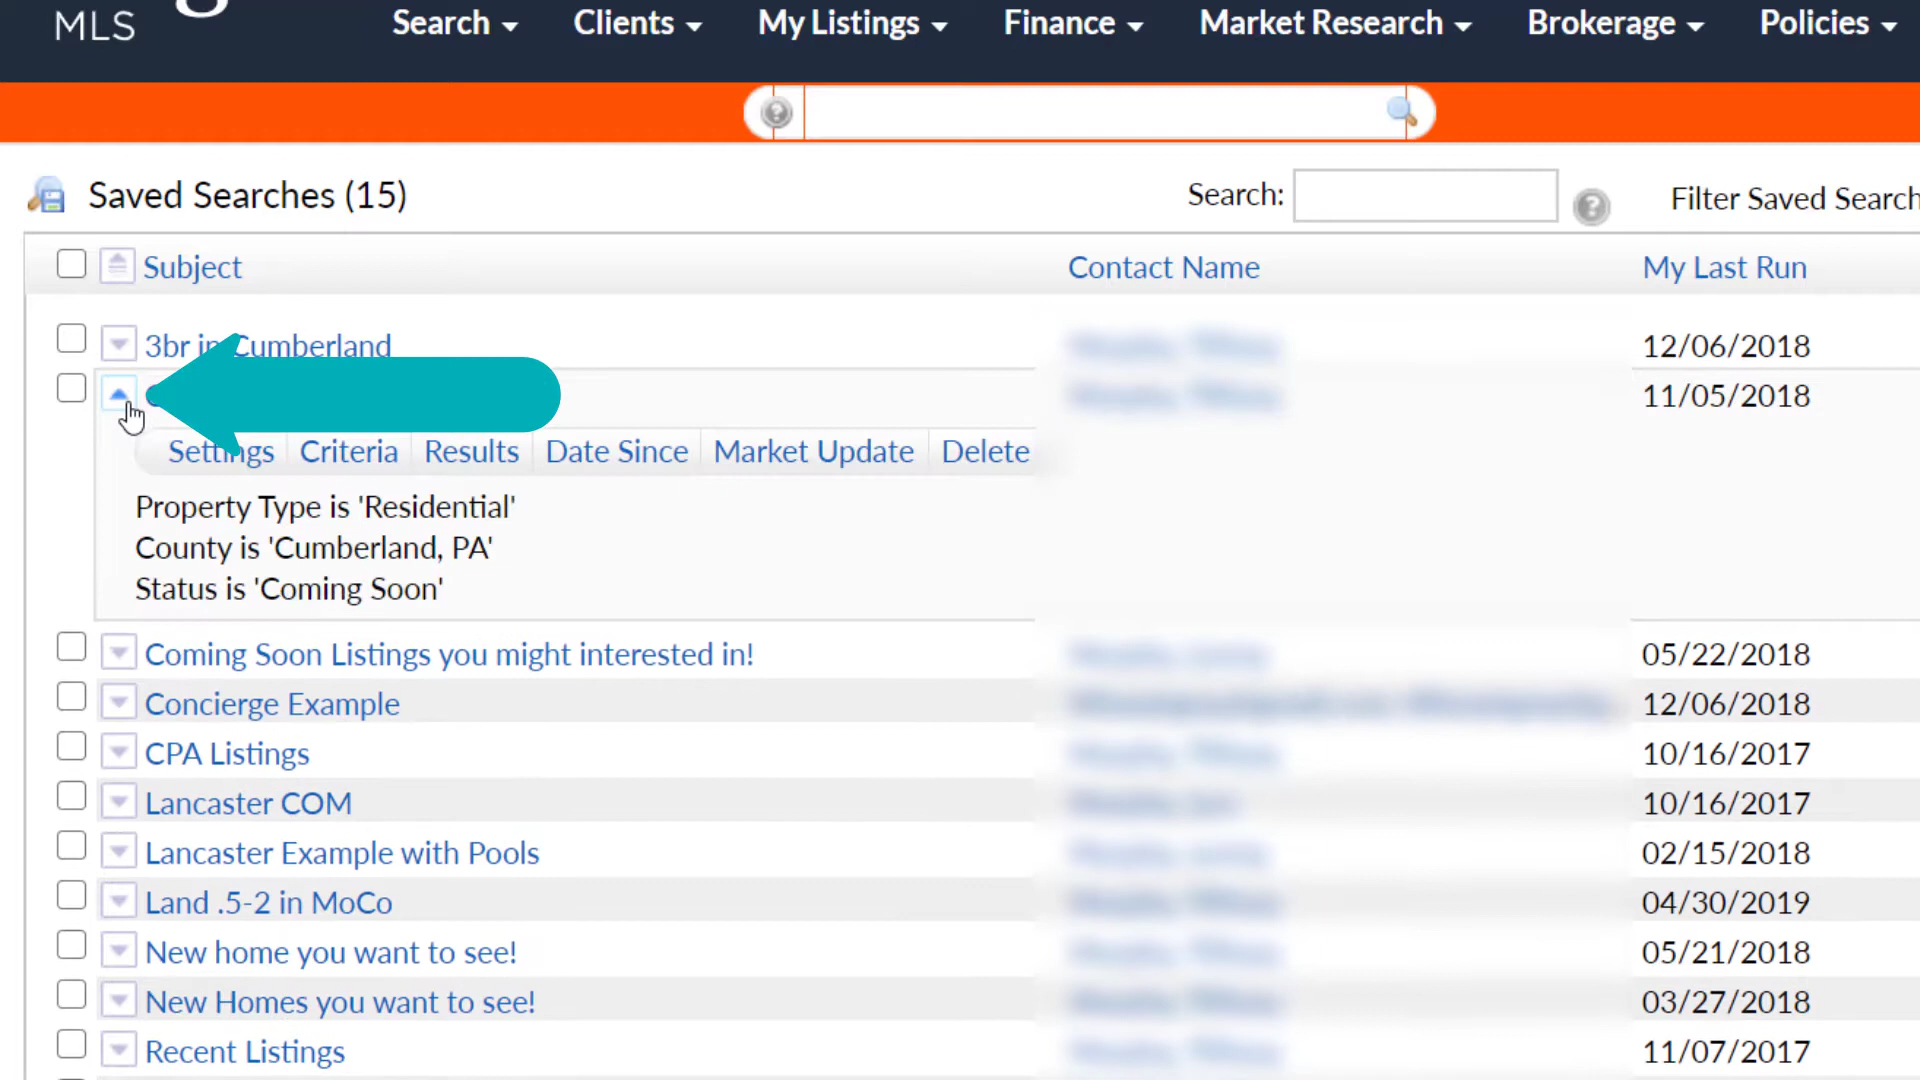 MLS
Search
Clients
My Listings
Finance
Market Research
Brokerage
Policies
Saved Searches (15)
Search:
Filter Saved Search
Subject
Contact Name
My Last Run
3br in Cumberland
12/06/2018
11/05/2018
Settings
Criteria
Results
Date Since
Market Update
Delete
Property Type is 'Residential'
County is 'Cumberland, PA'
Status is 'Coming Soon'
Coming Soon Listings you might interested in!
05/22/2018
Concierge Example
12/06/2018
CPA Listings
10/16/2017
Lancaster COM
10/16/2017
Lancaster Example with Pools
02/15/2018
Land .5-2 in MoCo
04/30/2019
New home you want to see!
05/21/2018
New Homes you want to see!
03/27/2018
Recent Listings
11/07/2017